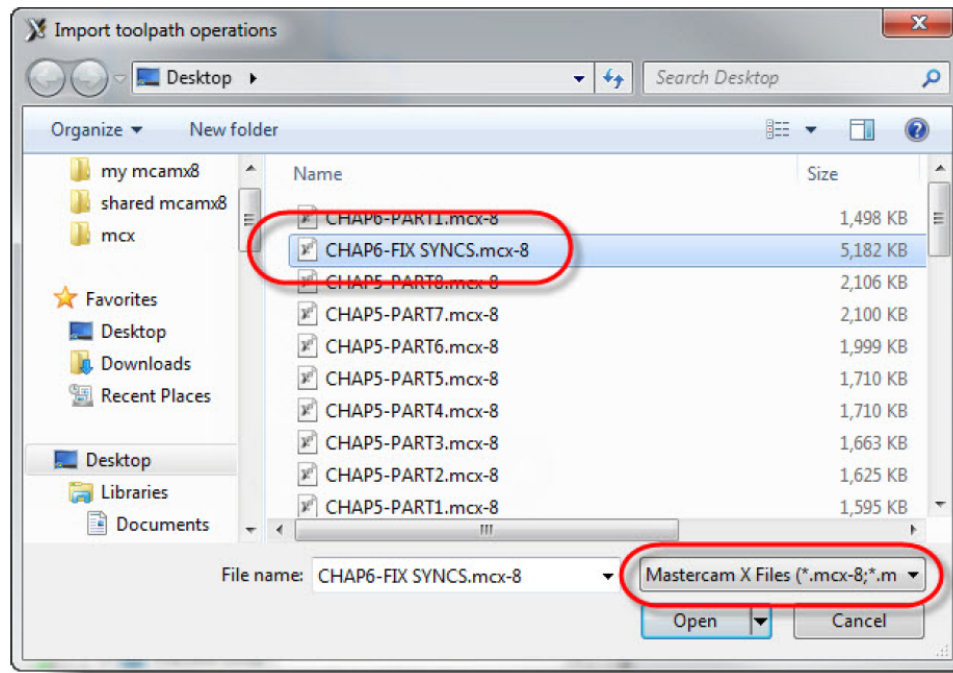 Import toolpath operations
Desktop
Search Desktop
Organize
New folder
my mcamx8
shared mcamx8
mcx
Favorites
Desktop
Downloads
Recent Places
Desktop
Libraries
Documents
Name
Size
CHAP6-PART1.mcx-8
1,498 KB
CHAP6-FIX SYNCS.mcx-8
5,182 KB
CHAP5-PART8.mcx-8
2,106 KB
CHAP5-PART7.mcx-8
2,100 KB
CHAP5-PART6.mcx-8
1,999 KB
CHAP5-PART5.mcx-8
1,710 KB
CHAP5-PART4.mcx-8
1,710 KB
CHAP5-PART3.mcx-8
1,663 KB
CHAP5-PART2.mcx-8
1,625 KB
CHAP5-PART1.mcx-8
1,595 KB
File name:
CHAP6-FIX SYNCS.mcx-8
Mastercam X Files (*.mcx-8;*.m
Open
Cancel